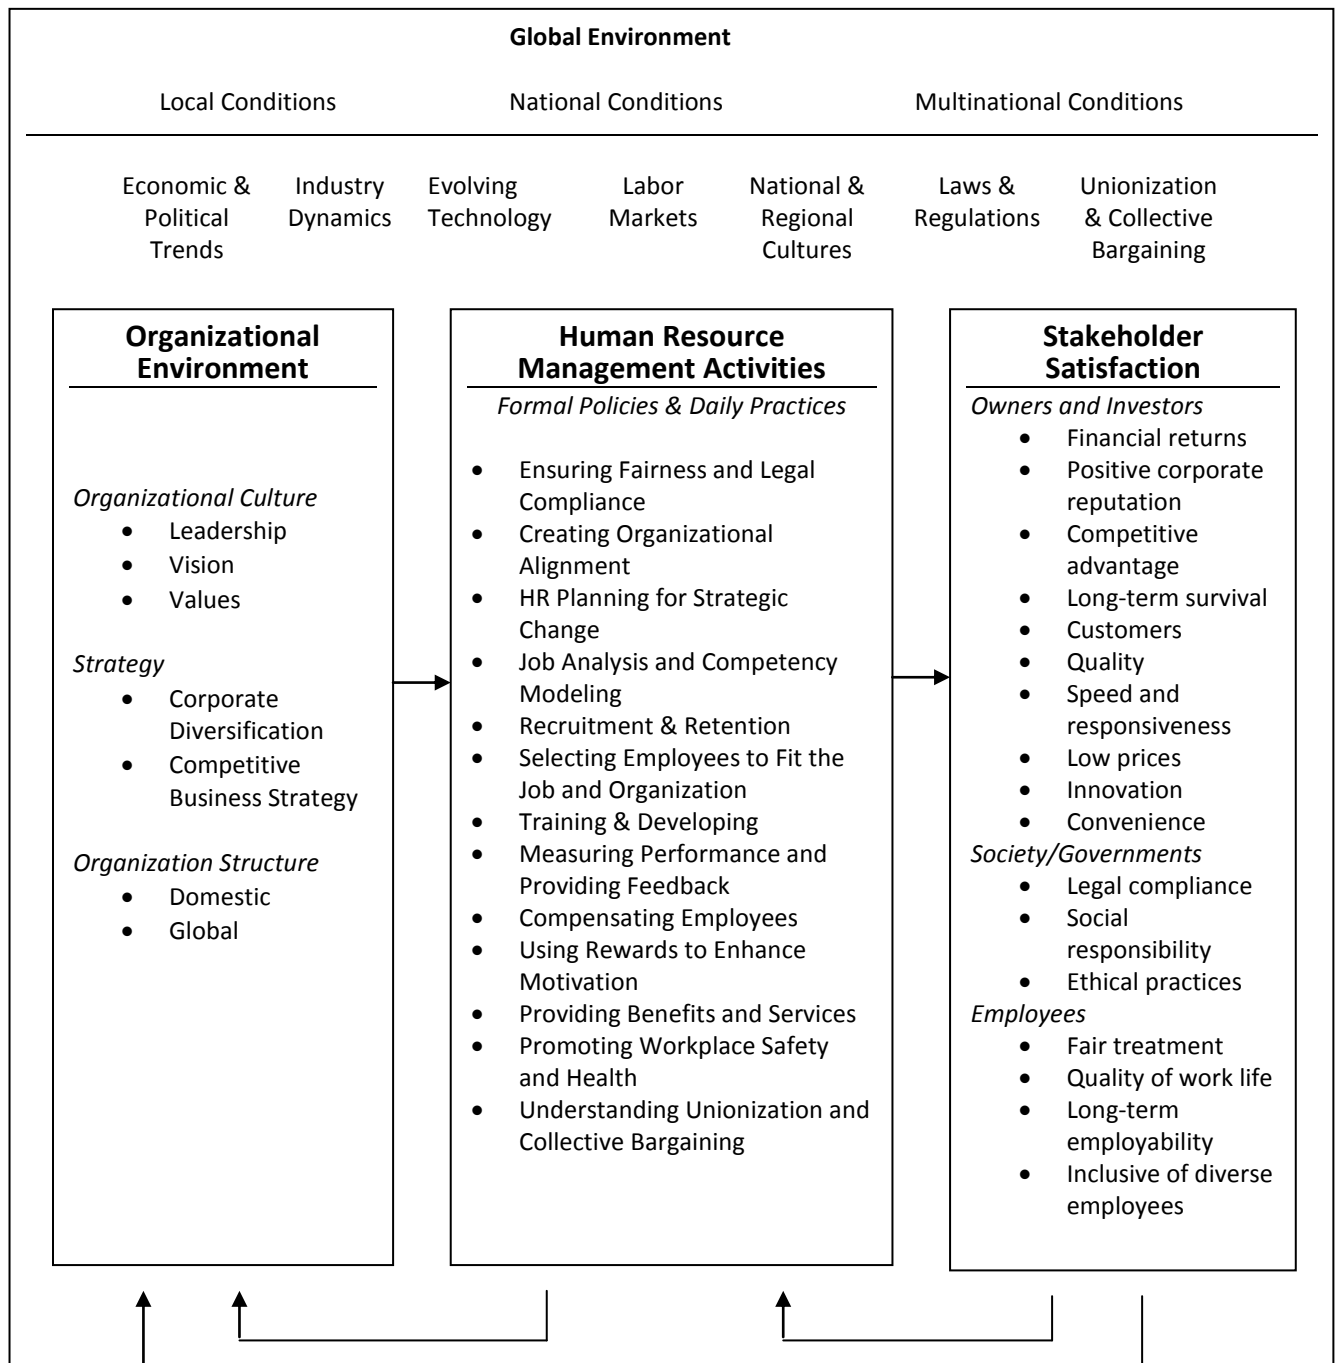 Global Environment
Local Conditions National Conditions Multinational Conditions
Economic &
Political
Trends
Industry
Dynamics
Evolving
Technology
Labor
Markets
National &
Regional
Cultures
Laws &
Regulations
Unionization
& Collective
Bargaining
Organizational
Environment
Organizational Culture
• Leadership
• Vision
• Values
Strategy
• Corporate
Diversification
• Competitive
Business Strategy
Organization Structure
• Domestic
• Global
Human Resource
Management Activities
Formal Policies & Daily Practices
• Ensuring Fairness and Legal
Compliance
• Creating Organizational
Alignment
• HR Planning for Strategic
Change
• Job Analysis and Competency
Modeling
• Recruitment & Retention
• Selecting Employees to Fit the
Job and Organization
• Training & Developing
• Measuring Performance and
Providing Feedback
• Compensating Employees
• Using Rewards to Enhance
Motivation
• Providing Benefits and Services
• Promoting Workplace Safety
and Health
• Understanding Unionization and
Collective Bargaining
Stakeholder
Satisfaction
Owners and Investors
• Financial returns
• Positive corporate
reputation
• Competitive
advantage
• Long-term survival
• Customers
• Quality
• Speed and
responsiveness
• Low prices
• Innovation
• Convenience
Society/Governments
• Legal compliance
• Social
responsibility
• Ethical practices
Employees
• Fair treatment
• Quality of work life
• Long-term
employability
• Inclusive of diverse
employees